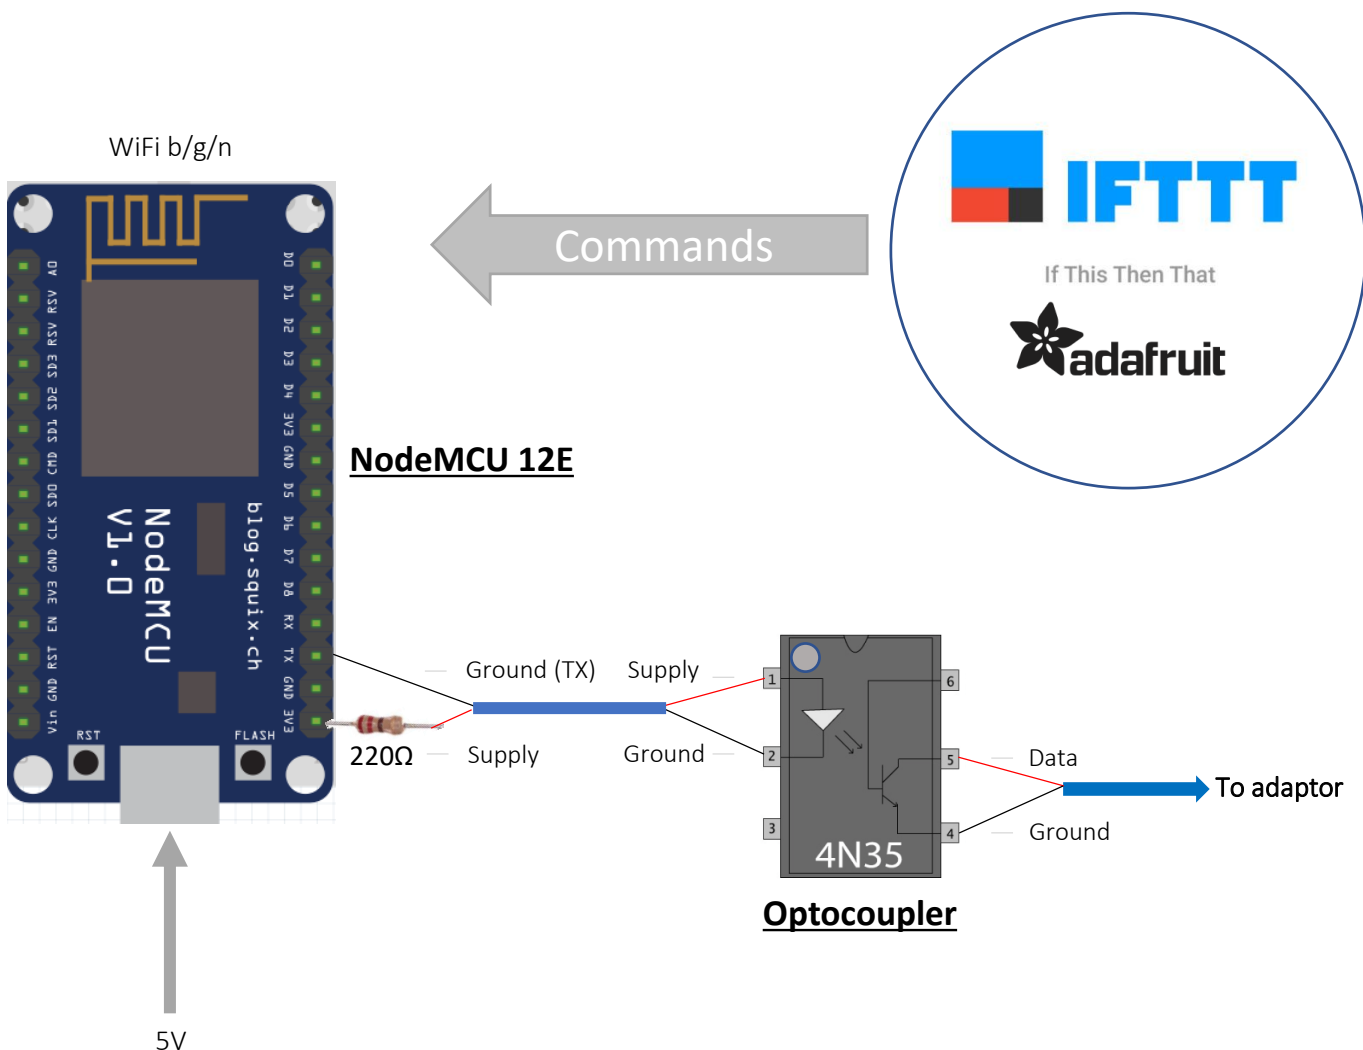 WiFi b/g/n
IFTTT
If This Then That
adafruit
Commands
NodeMCU 12E
A0
RSV
RSV
SD3
SD2
SD1
CMD
SD0
CLK
GND
3V3
EN
RST
GND
Vin
D0
D1
D2
D3
D4
3V3
GND
D5
D6
D7
D8
RX
TX
GND
3V3
NodeMCU
V1.0
blog.squix.ch
RST
FLASH
Ground (TX)
Supply
220Ω
Supply
Ground
1
2
3
6
5
4
4N35
Data
Ground
To adaptor
Optocoupler
5V